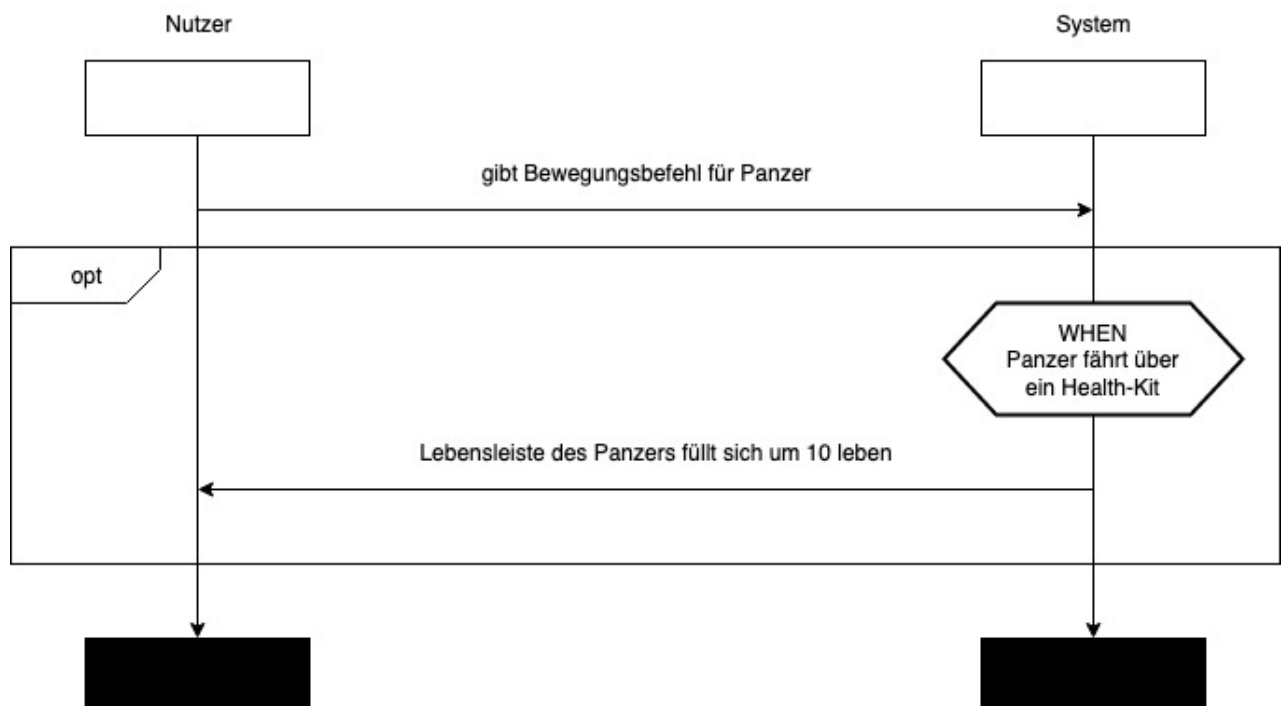 Nutzer
System
gibt Bewegungsbefehl für Panzer
opt
WHEN
Panzer fährt über
ein Health-Kit
Lebensleiste des Panzers füllt sich um 10 leben